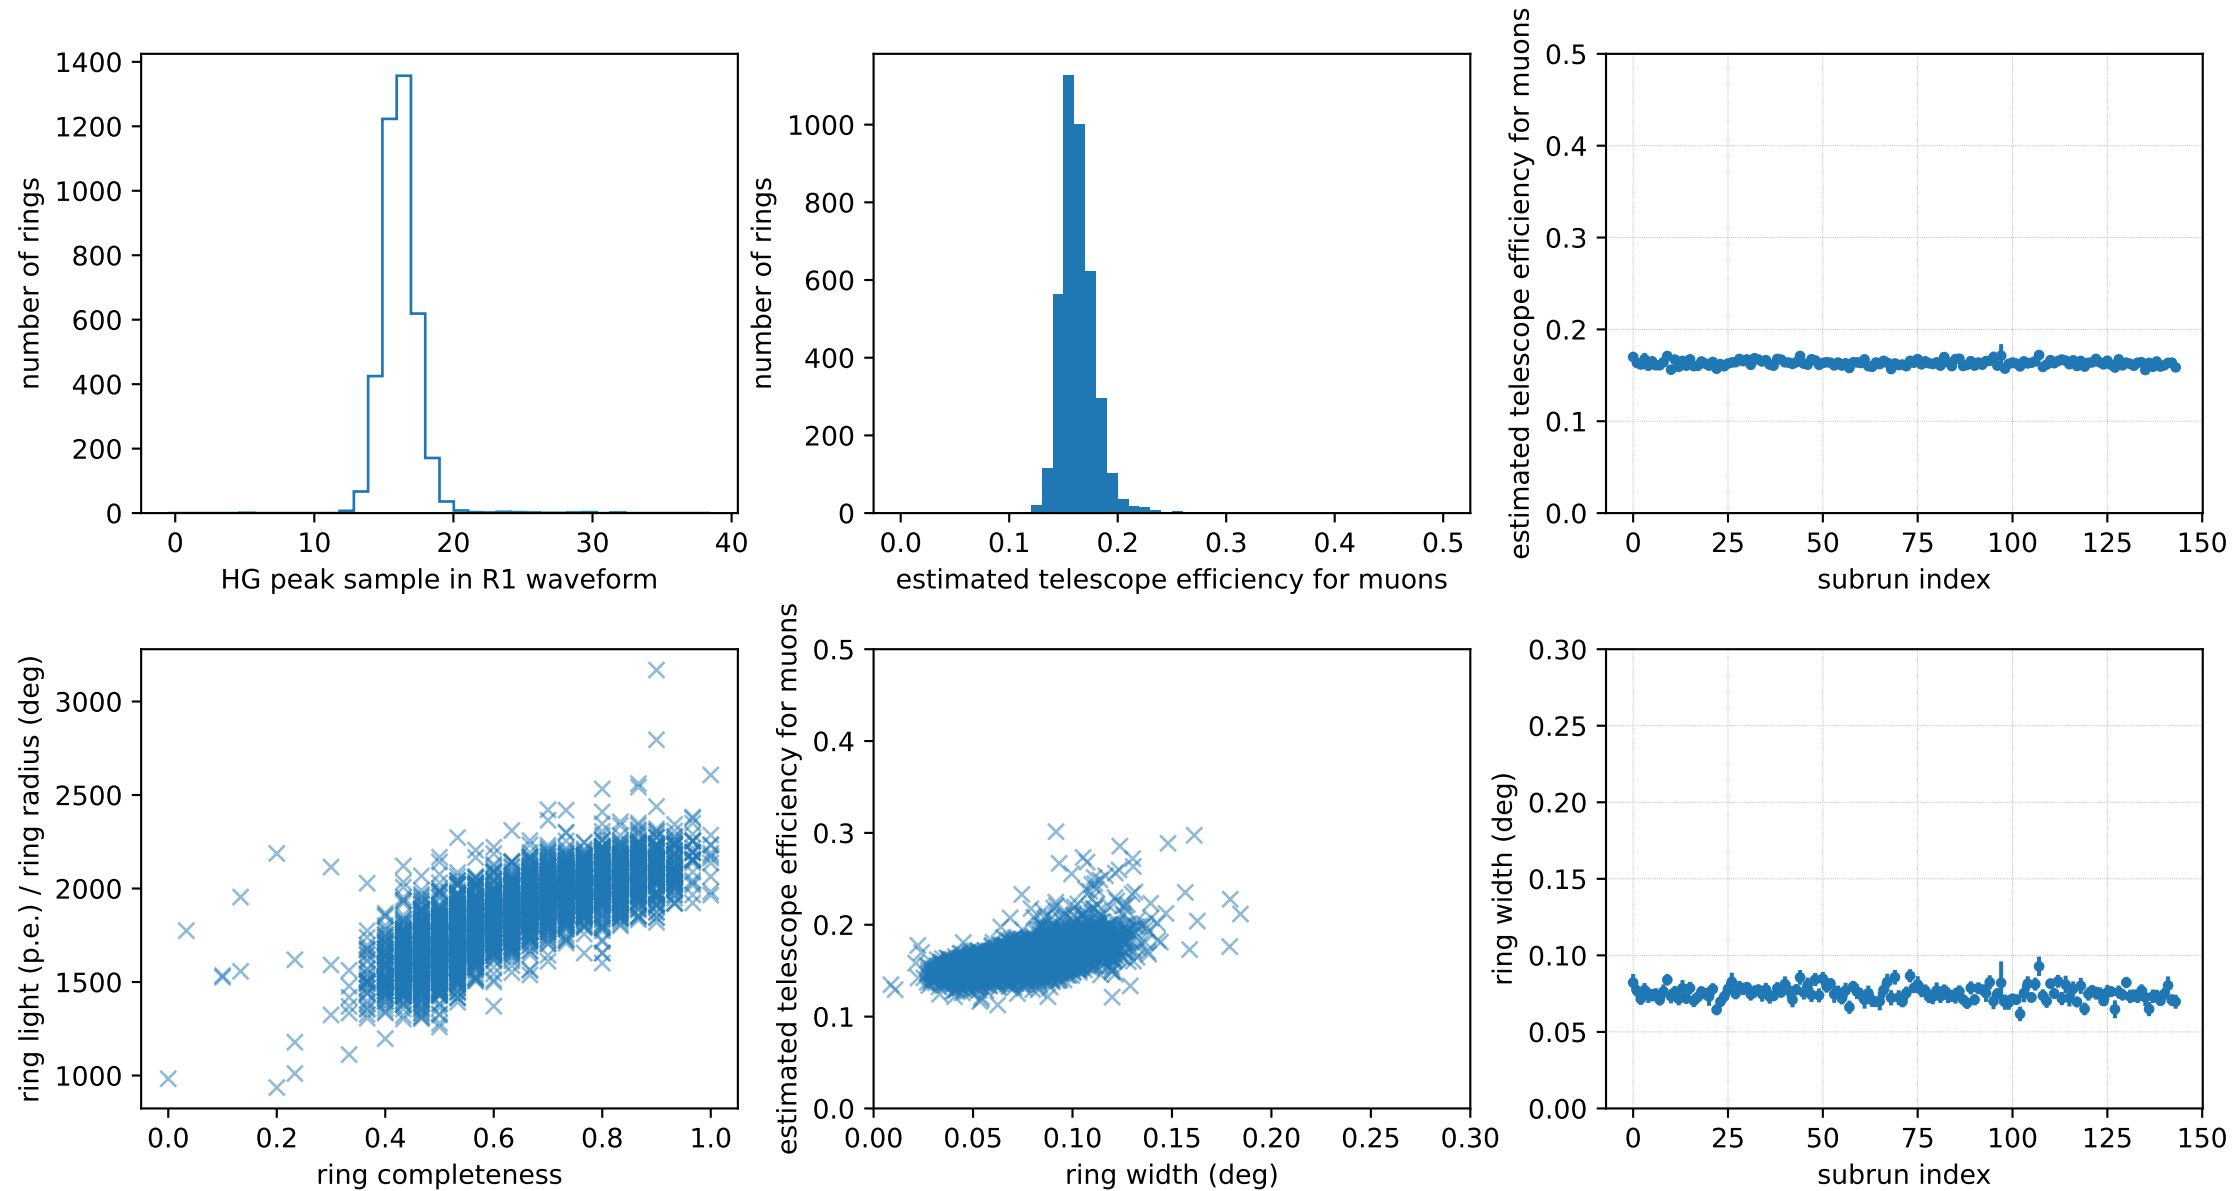 1400
1200
1000
800
600
400
200
0
number of rings
0 10 20 30 40
HG peak sample in R1 waveform
1000
800
600
400
200
0
number of rings
0.0 0.1 0.2 0.3 0.4 0.5
estimated telescope efficiency for muons
0.5
0.4
0.3
0.2
0.1
0.0
estimated telescope efficiency for muons
0 25 50 75 100 125 150
subrun index
3000
2500
2000
1500
1000
ring light (p.e.) / ring radius (deg)
0.0 0.2 0.4 0.6 0.8 1.0
ring completeness
0.5
0.4
0.3
0.2
0.1
0.0
estimated telescope efficiency for muons
0.00 0.05 0.10 0.15 0.20 0.25 0.30
ring width (deg)
0.30
0.25
0.20
0.15
0.10
0.05
0.00
ring width (deg)
0 25 50 75 100 125 150
subrun index